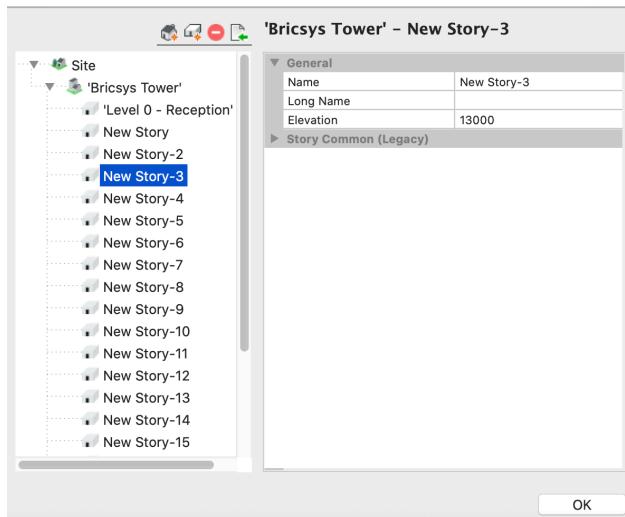 'Bricsys Tower' - New Story-3
Site
'Bricsys Tower'
'Level 0 - Reception'
New Story
New Story-2
New Story-3
New Story-4
New Story-5
New Story-6
New Story-7
New Story-8
New Story-9
New Story-10
New Story-11
New Story-12
New Story-13
New Story-14
New Story-15
General
Name New Story-3
Long Name
Elevation 13000
Story Common (Legacy)
OK